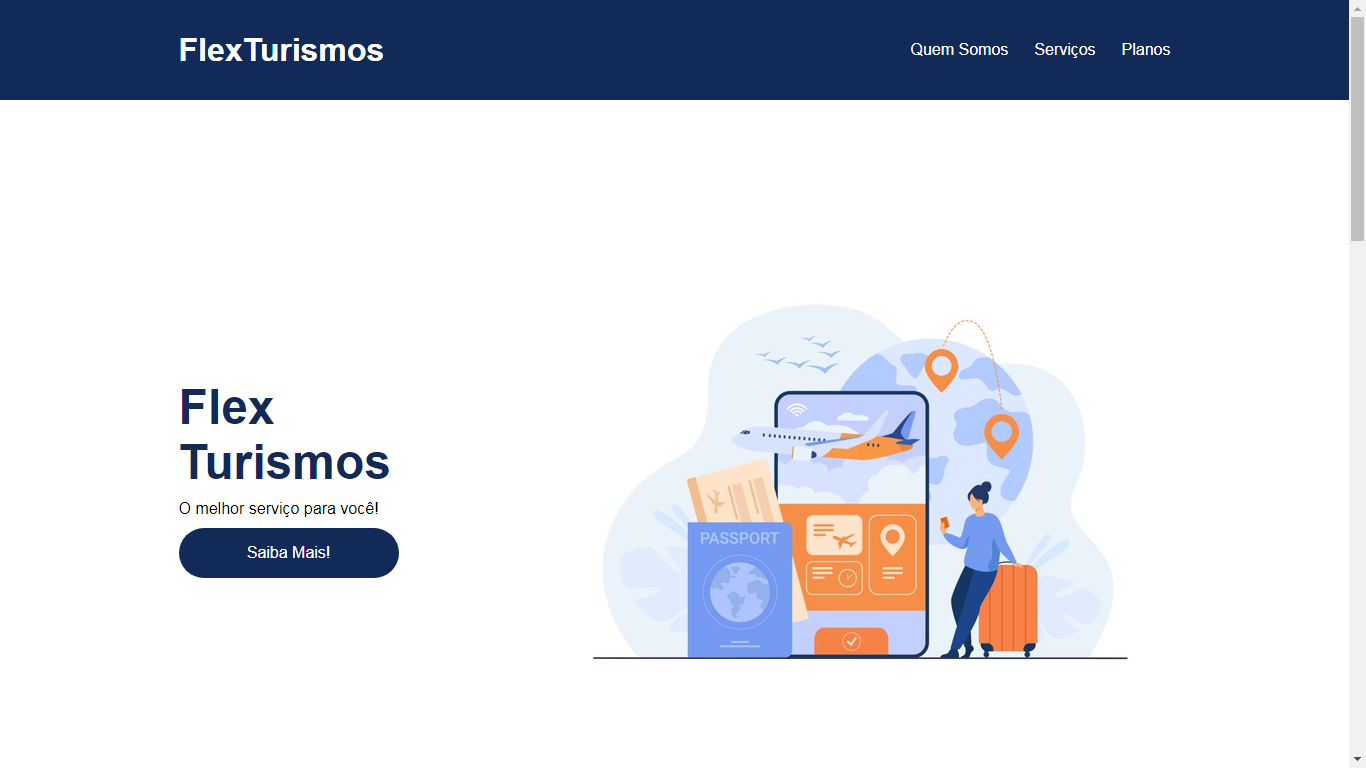 FlexTurismos
Quem Somos Serviços Planos
Flex
Turismos
O melhor serviço para você!
Saiba Mais!
PASSPORT